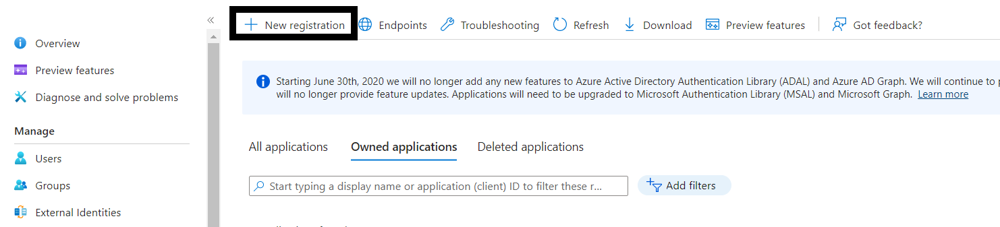 «
+ New registration Endpoints Troubleshooting Refresh Download Preview features Got feedback?
Overview
Preview features
Diagnose and solve problems
Manage
Users
Groups
External Identities
Starting June 30th, 2020 we will no longer add any new features to Azure Active Directory Authentication Library (ADAL) and Azure AD Graph. We will continue to
will no longer provide feature updates. Applications will need to be upgraded to Microsoft Authentication Library (MSAL) and Microsoft Graph. Learn more
All applications Owned applications Deleted applications
Start typing a display name or application (client) ID to filter these r...
Add filters